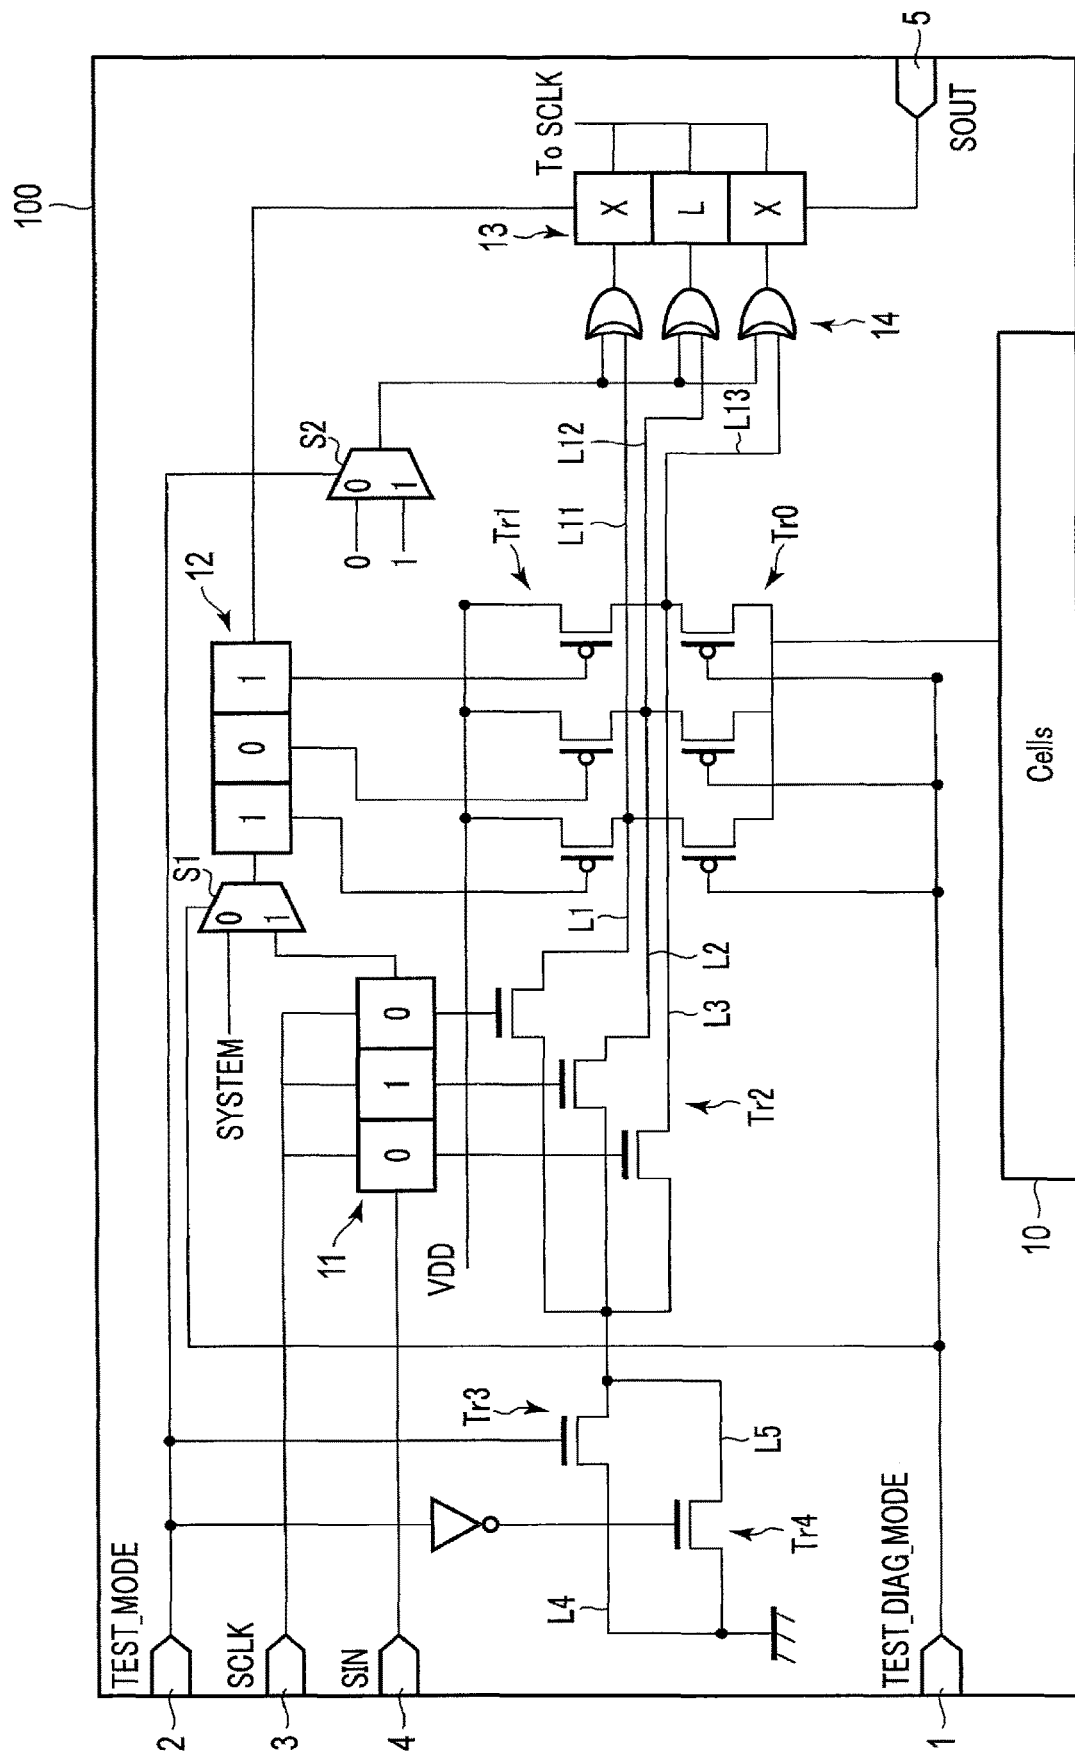 100
TEST_MODE
2
SCLK
3
SIN
4
TEST_DIAG_MODE
1
SYSTEM
S1
0
1
12
1 0 1
11
0 1 0
S2
0
1
0
1
To SCLK
13
X
L
X
14
SOUT
5
VDD
Tr3
Tr4
L4
L5
Tr2
L1
L2
L3
Tr1
Tr0
L11
L12
L13
10
Cells